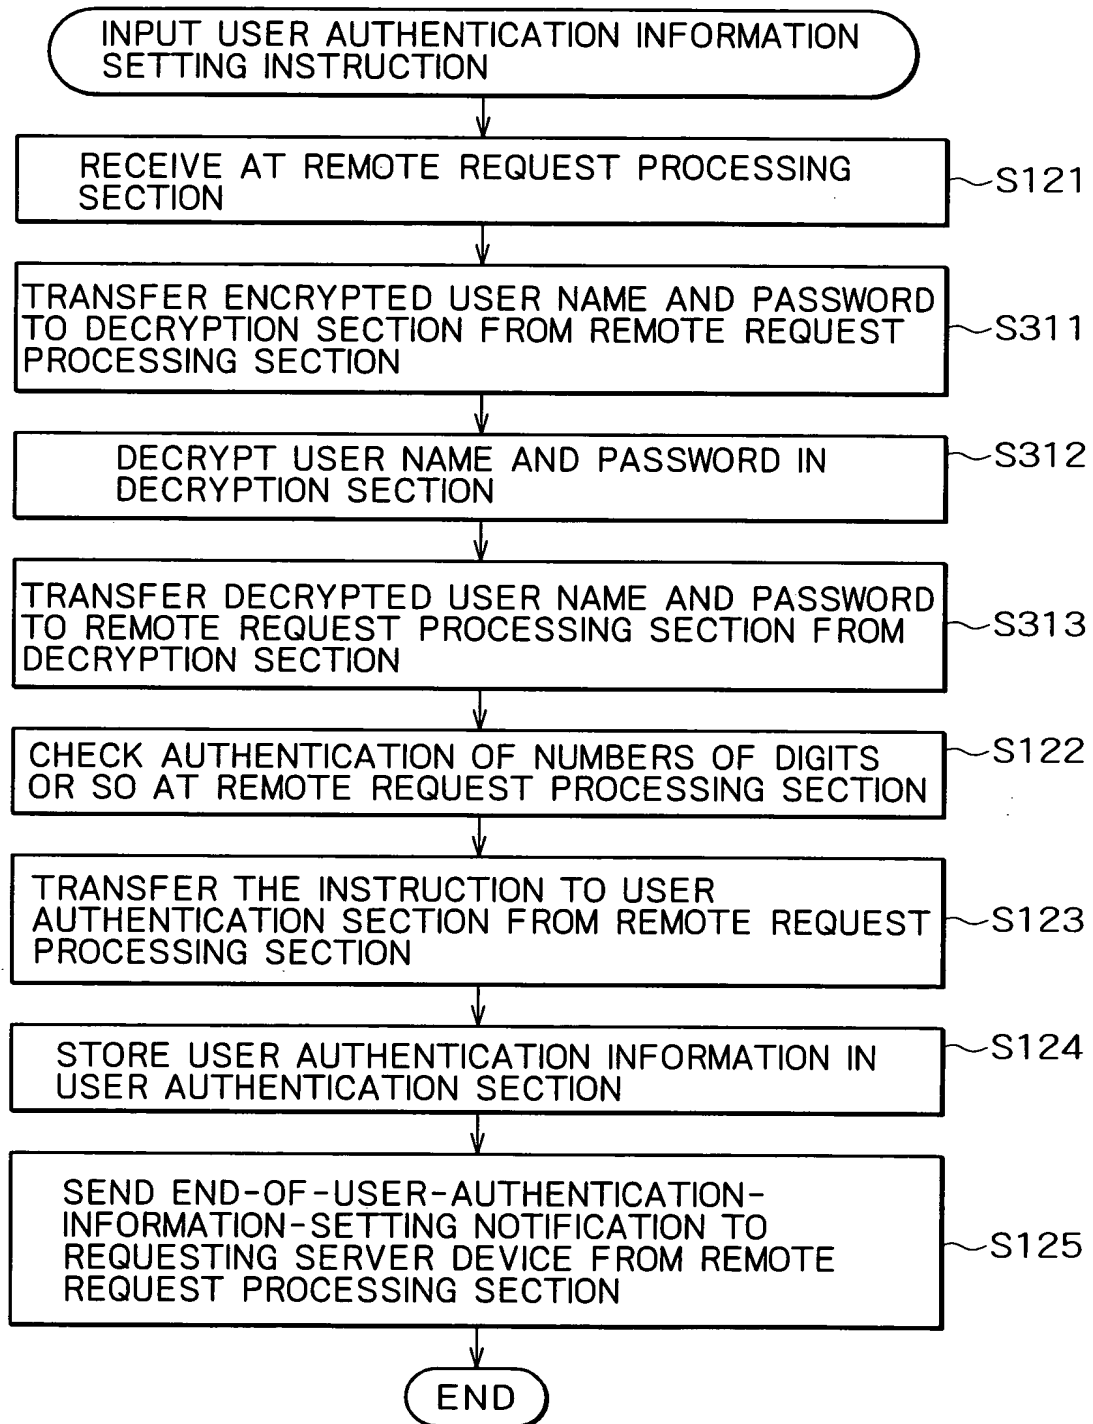 INPUT USER AUTHENTICATION INFORMATION
SETTING INSTRUCTION
RECEIVE AT REMOTE REQUEST PROCESSING
SECTION
S121
TRANSFER ENCRYPTED USER NAME AND PASSWORD
TO DECRYPTION SECTION FROM REMOTE REQUEST
PROCESSING SECTION
S311
DECRYPT USER NAME AND PASSWORD IN
DECRYPTION SECTION
S312
TRANSFER DECRYPTED USER NAME AND PASSWORD
TO REMOTE REQUEST PROCESSING SECTION FROM
DECRYPTION SECTION
S313
CHECK AUTHENTICATION OF NUMBERS OF DIGITS
OR SO AT REMOTE REQUEST PROCESSING SECTION
S122
TRANSFER THE INSTRUCTION TO USER
AUTHENTICATION SECTION FROM REMOTE REQUEST
PROCESSING SECTION
S123
STORE USER AUTHENTICATION INFORMATION IN
USER AUTHENTICATION SECTION
S124
SEND END-OF-USER-AUTHENTICATION-
INFORMATION-SETTING NOTIFICATION TO
REQUESTING SERVER DEVICE FROM REMOTE
REQUEST PROCESSING SECTION
S125
END